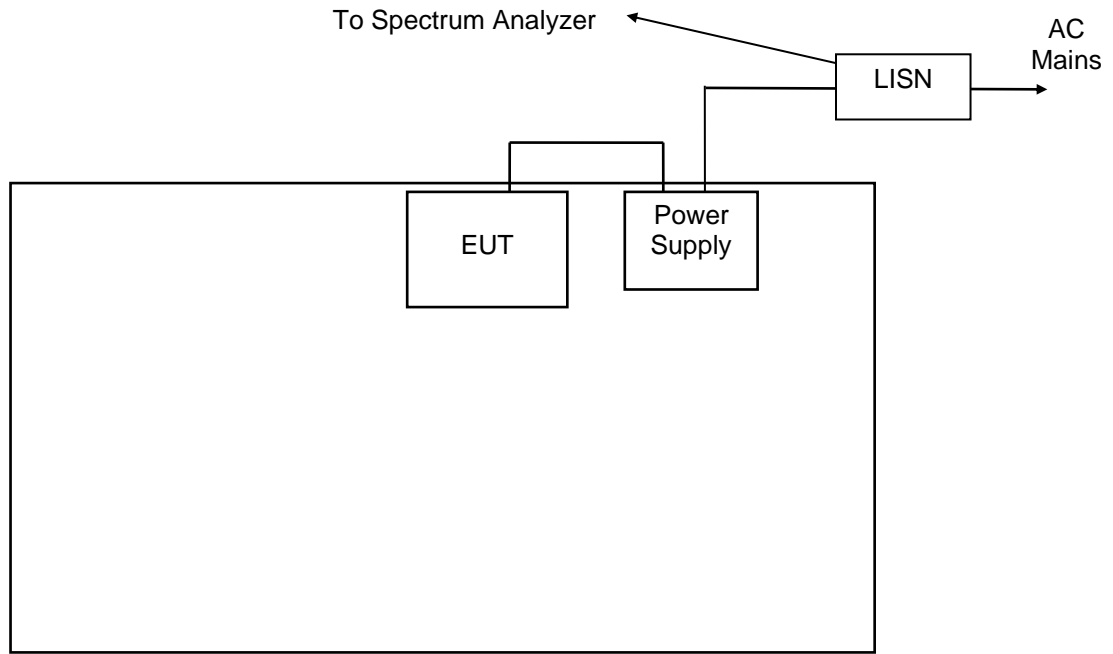 To Spectrum Analyzer
AC
Mains
LISN
EUT
Power
Supply